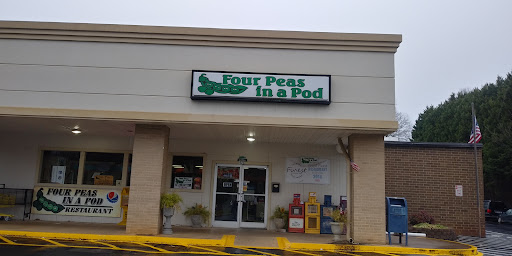 Four Peas
in a Pod
FOUR PEAS
IN A POD
RESTAURANT